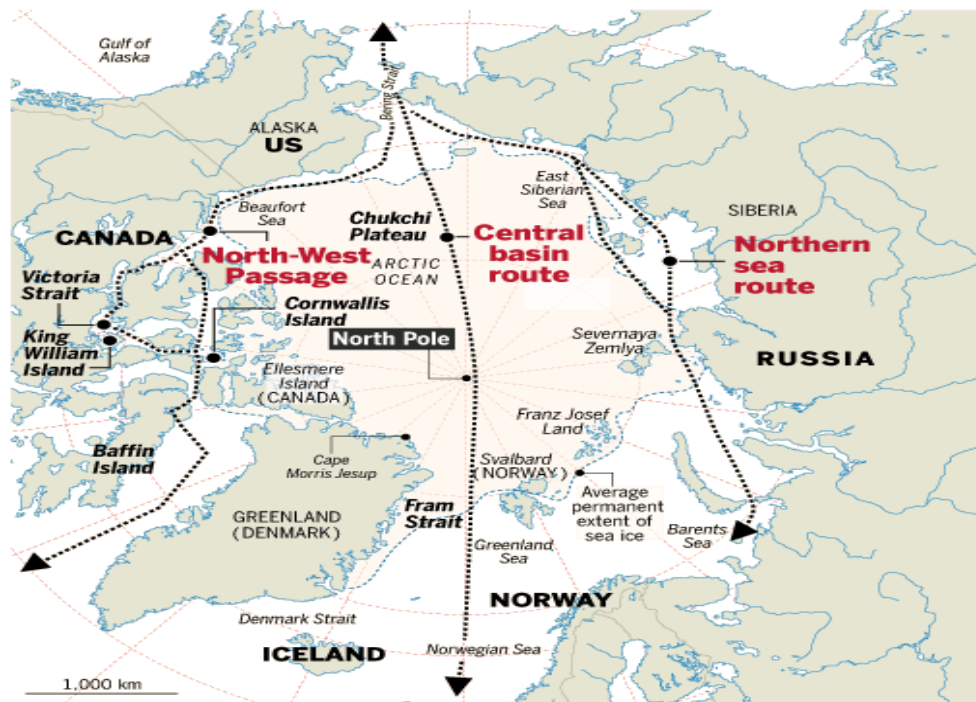 Gulf of
Alaska
Bering Strait
ALASKA
US
East
Siberian
Sea
Beaufort
Sea
SIBERIA
CANADA
Chukchi
Plateau
Central
basin
route
Northern
sea
route
North-West
Passage
ARCTIC
OCEAN
Victoria
Strait
Cornwallis
Island
King
William
Island
North Pole
Severnaya
Zemlya
RUSSIA
Ellesmere
Island
(CANADA)
Franz Josef
Land
Baffin
Island
Cape
Morris Jesup
Svalbard
(NORWAY)
Average
permanent
extent of
sea ice
Fram
Strait
GREENLAND
(DENMARK)
Barents
Sea
Greenland
Sea
NORWAY
Denmark Strait
ICELAND
Norwegian Sea
1,000 km